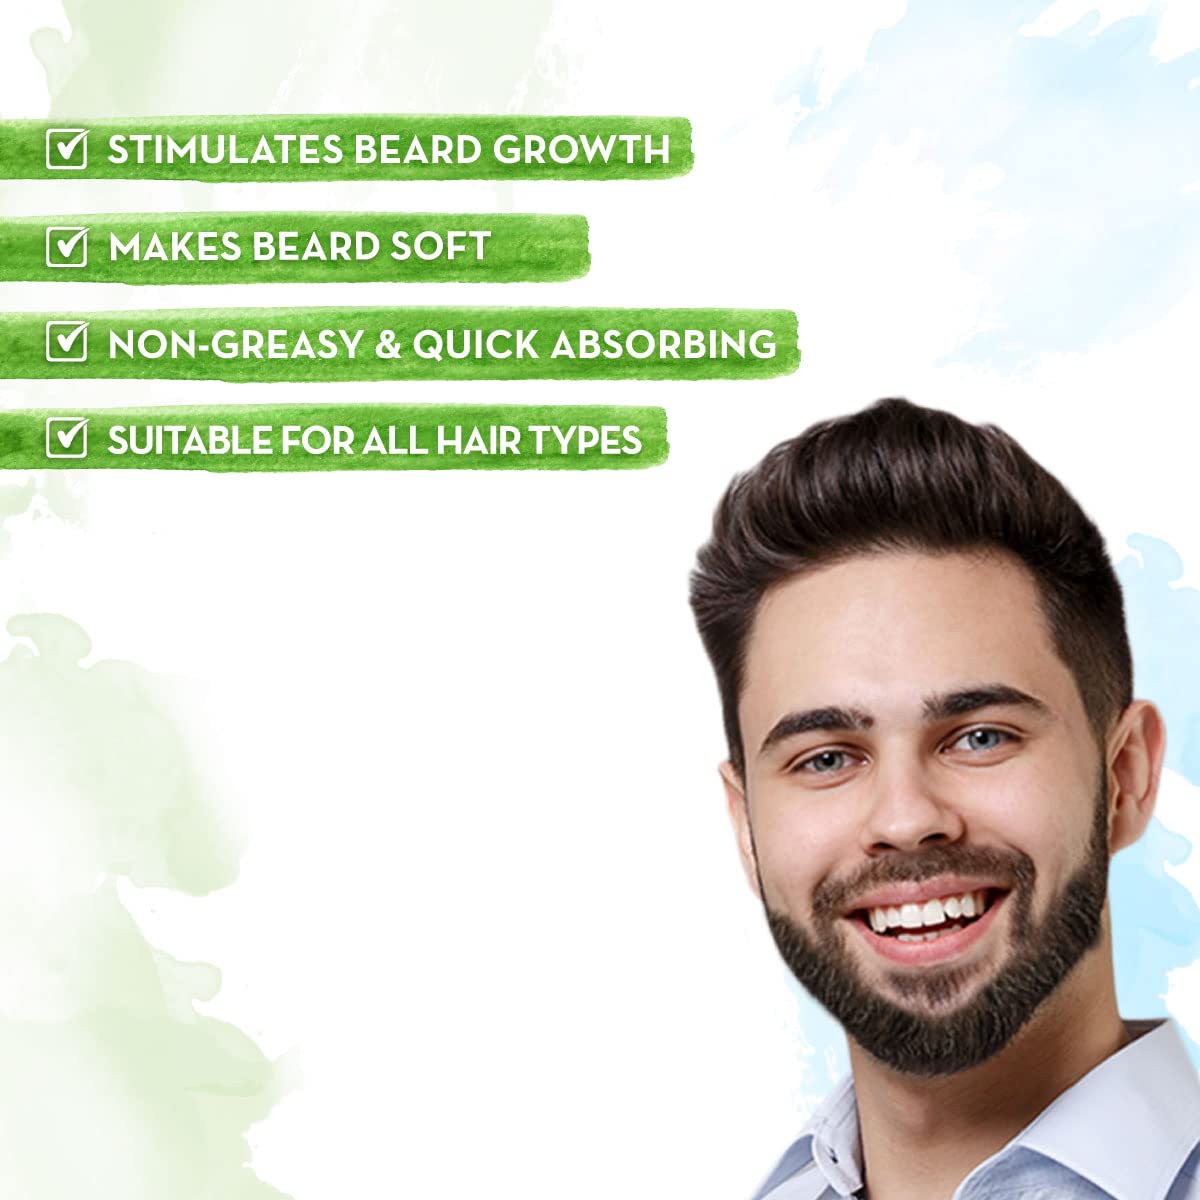 STIMULATES BEARD GROWTH
MAKES BEARD SOFT
NON-GREASY & QUICK ABSORBING
SUITABLE FOR ALL HAIR TYPES